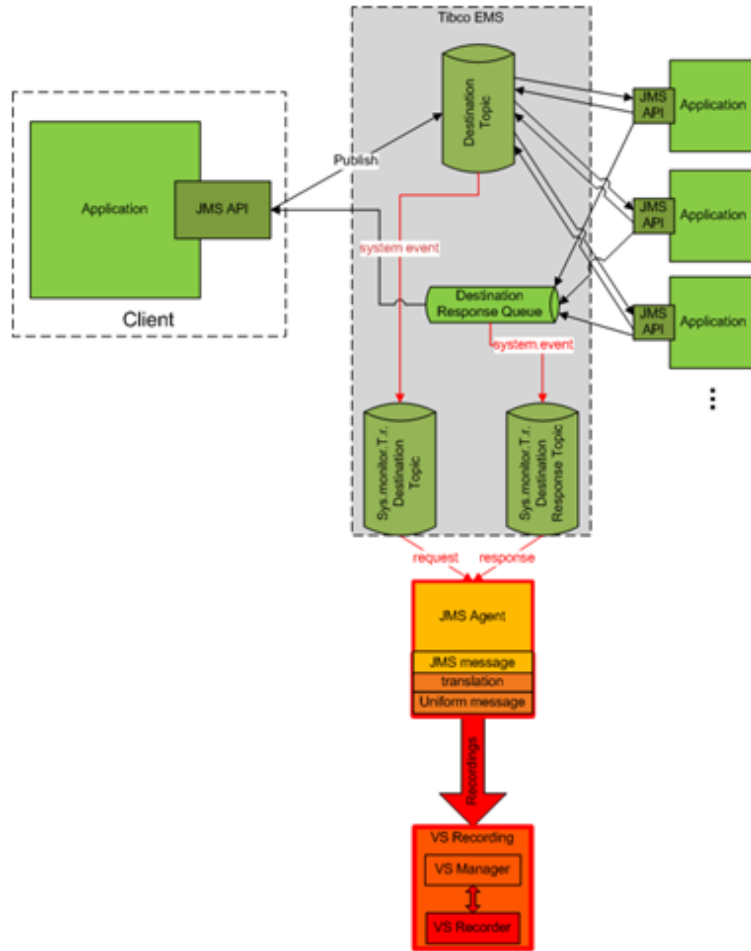 Tibco EMS
Destination
Topic
JMS
API
Application
Publish
Application
JMS API
Client
JMS
API
Application
system event
Destination
Response Queue
JMS
API
Application
system event
...
Sys.monitor.T.r.
Destination
Topic
Sys.monitor.T.r.
Destination
Response Topic
request
response
JMS Agent
JMS message
translation
Uniform message
Recordings
VS Recording
VS Manager
VS Recorder